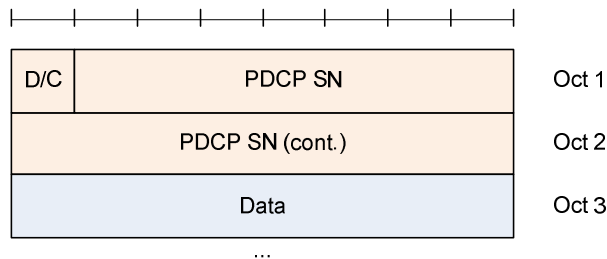 D/C PDCP SN Oct 1
PDCP SN (cont.) Oct 2
Data Oct 3
...